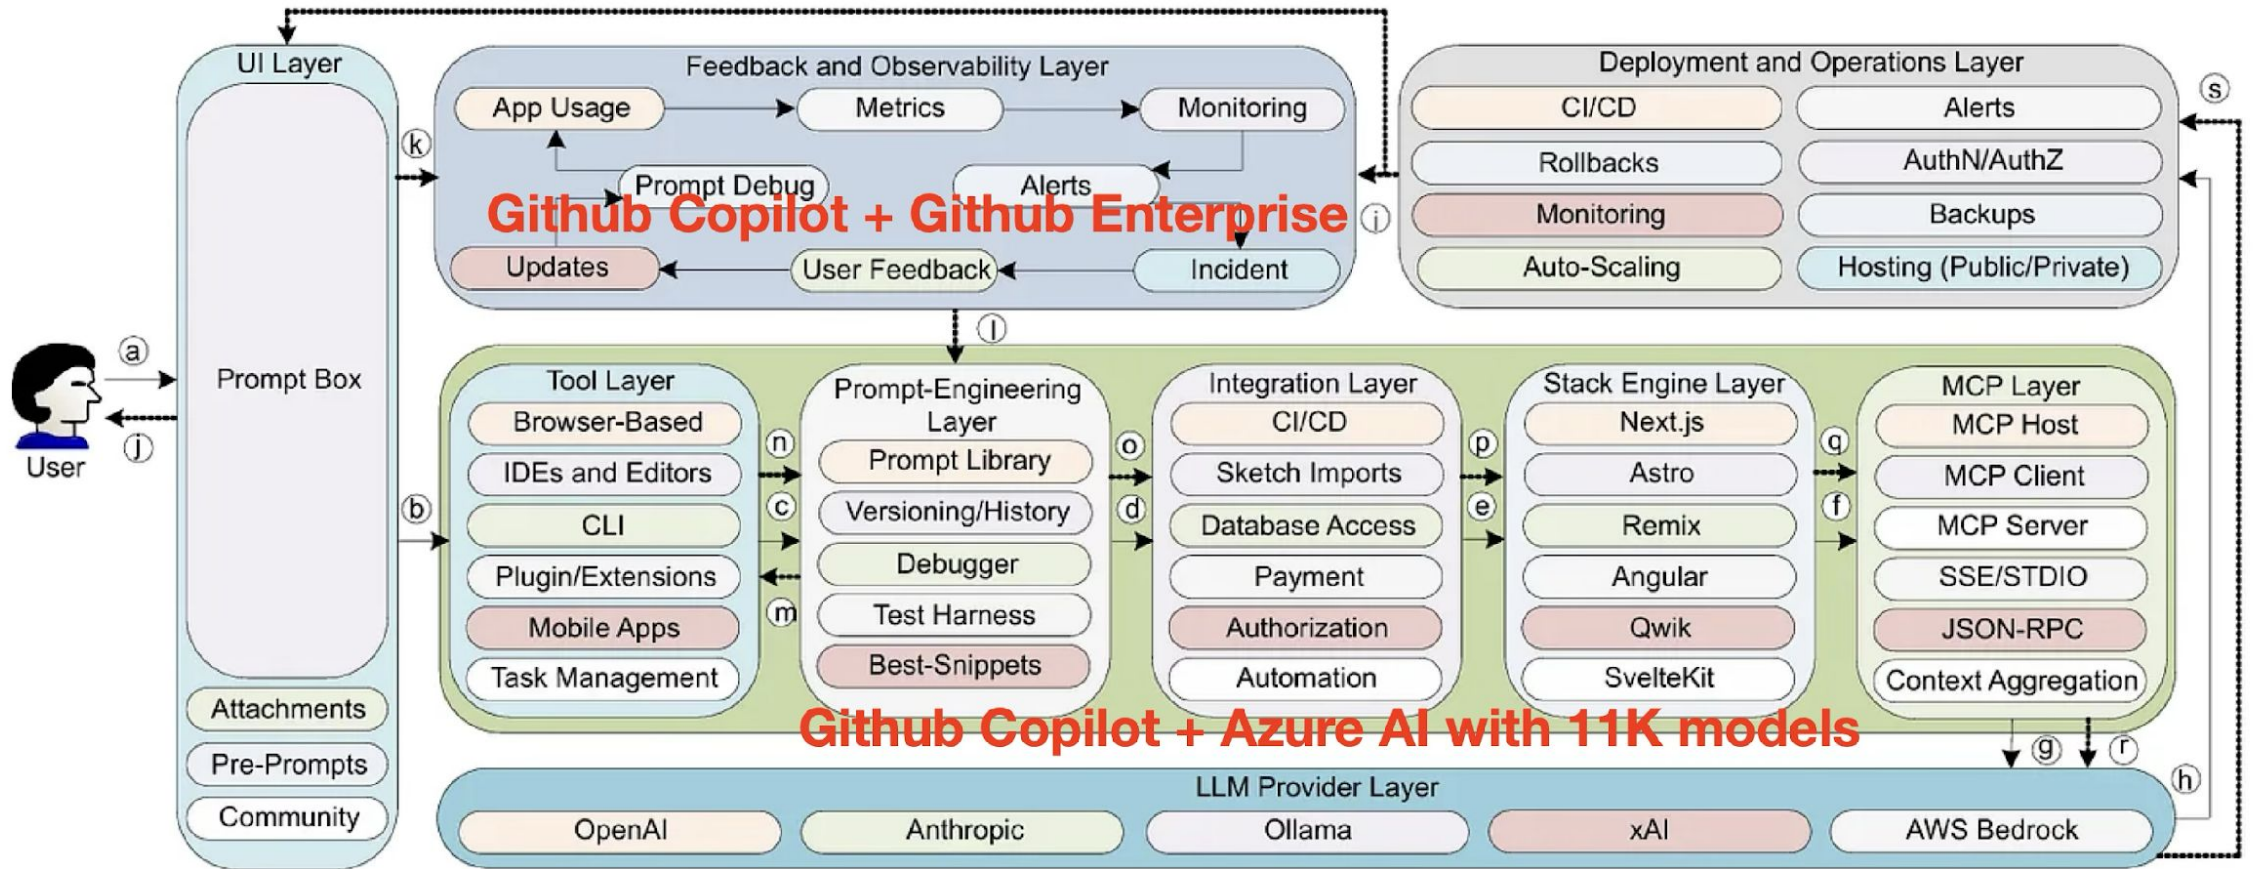 UI Layer
Prompt Box
Attachments
Pre-Prompts
Community
User
a
j
k
b
Feedback and Observability Layer
App Usage
Metrics
Monitoring
Prompt Debug
Alerts
Github Copilot + Github Enterprise
Updates
User Feedback
Incident
i
l
Deployment and Operations Layer
CI/CD
Alerts
Rollbacks
AuthN/AuthZ
Monitoring
Backups
Auto-Scaling
Hosting (Public/Private)
s
Tool Layer
Browser-Based
IDEs and Editors
CLI
Plugin/Extensions
Mobile Apps
Task Management
n
c
m
Prompt-Engineering
Layer
Prompt Library
Versioning/History
Debugger
Test Harness
Best-Snippets
o
d
Integration Layer
CI/CD
Sketch Imports
Database Access
Payment
Authorization
Automation
p
e
Stack Engine Layer
Next.js
Astro
Remix
Angular
Qwik
SvelteKit
q
f
MCP Layer
MCP Host
MCP Client
MCP Server
SSE/STDIO
JSON-RPC
Context Aggregation
Github Copilot + Azure AI with 11K models
g
r
h
LLM Provider Layer
OpenAI
Anthropic
Ollama
xAI
AWS Bedrock